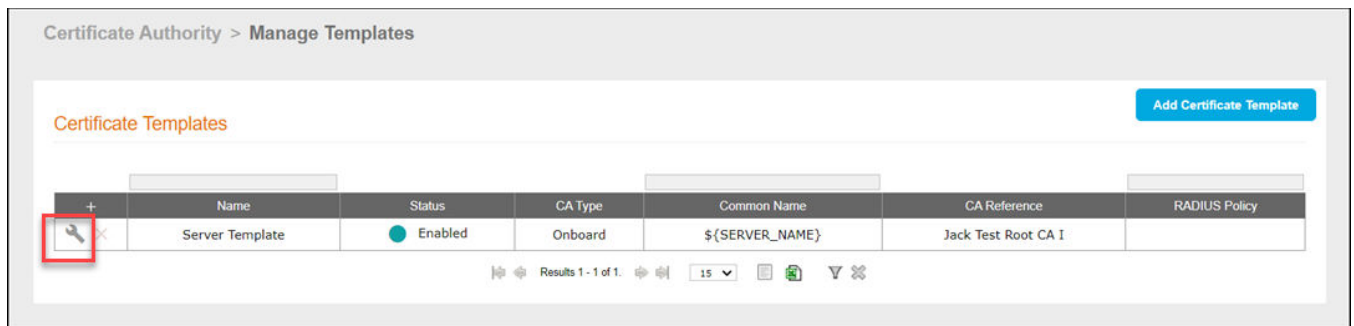 Certificate Authority > Manage Templates
Add Certificate Template
Certificate Templates
+ Name Status CA Type Common Name CA Reference RADIUS Policy
Server Template Enabled Onboard ${SERVER_NAME} Jack Test Root CA I
Results 1 - 1 of 1. 15